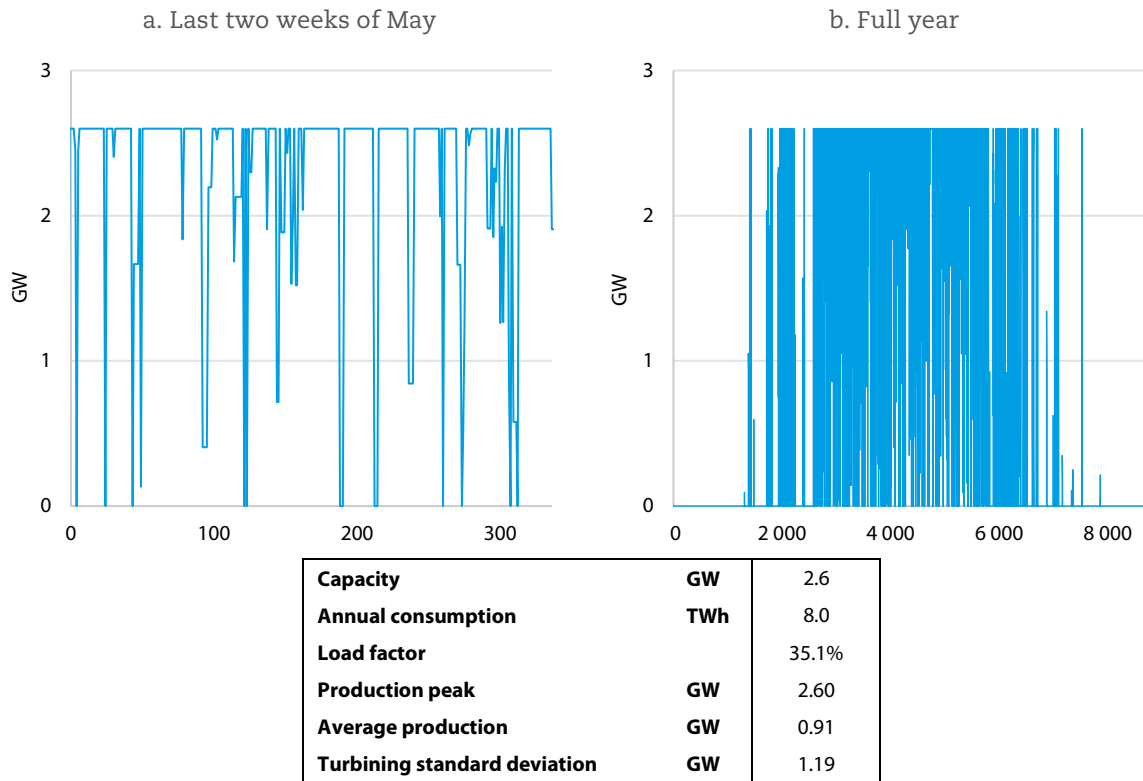 a. Last two weeks of May
b. Full year
3
2
1
0
GW
0 100 200 300
3
2
1
0
GW
0 2 000 4 000 6 000 8 000
Capacity GW 2.6
Annual consumption TWh 8.0
Load factor 35.1%
Production peak GW 2.60
Average production GW 0.91
Turbining standard deviation GW 1.19